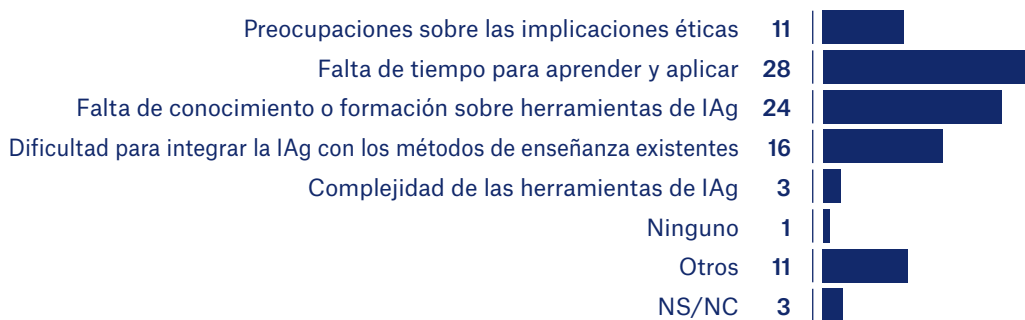 Preocupaciones sobre las implicaciones éticas 11
Falta de tiempo para aprender y aplicar 28
Falta de conocimiento o formación sobre herramientas de IAg 24
Dificultad para integrar la IAg con los métodos de enseñanza existentes 16
Complejidad de las herramientas de IAg 3
Ninguno 1
Otros 11
NS/NC 3